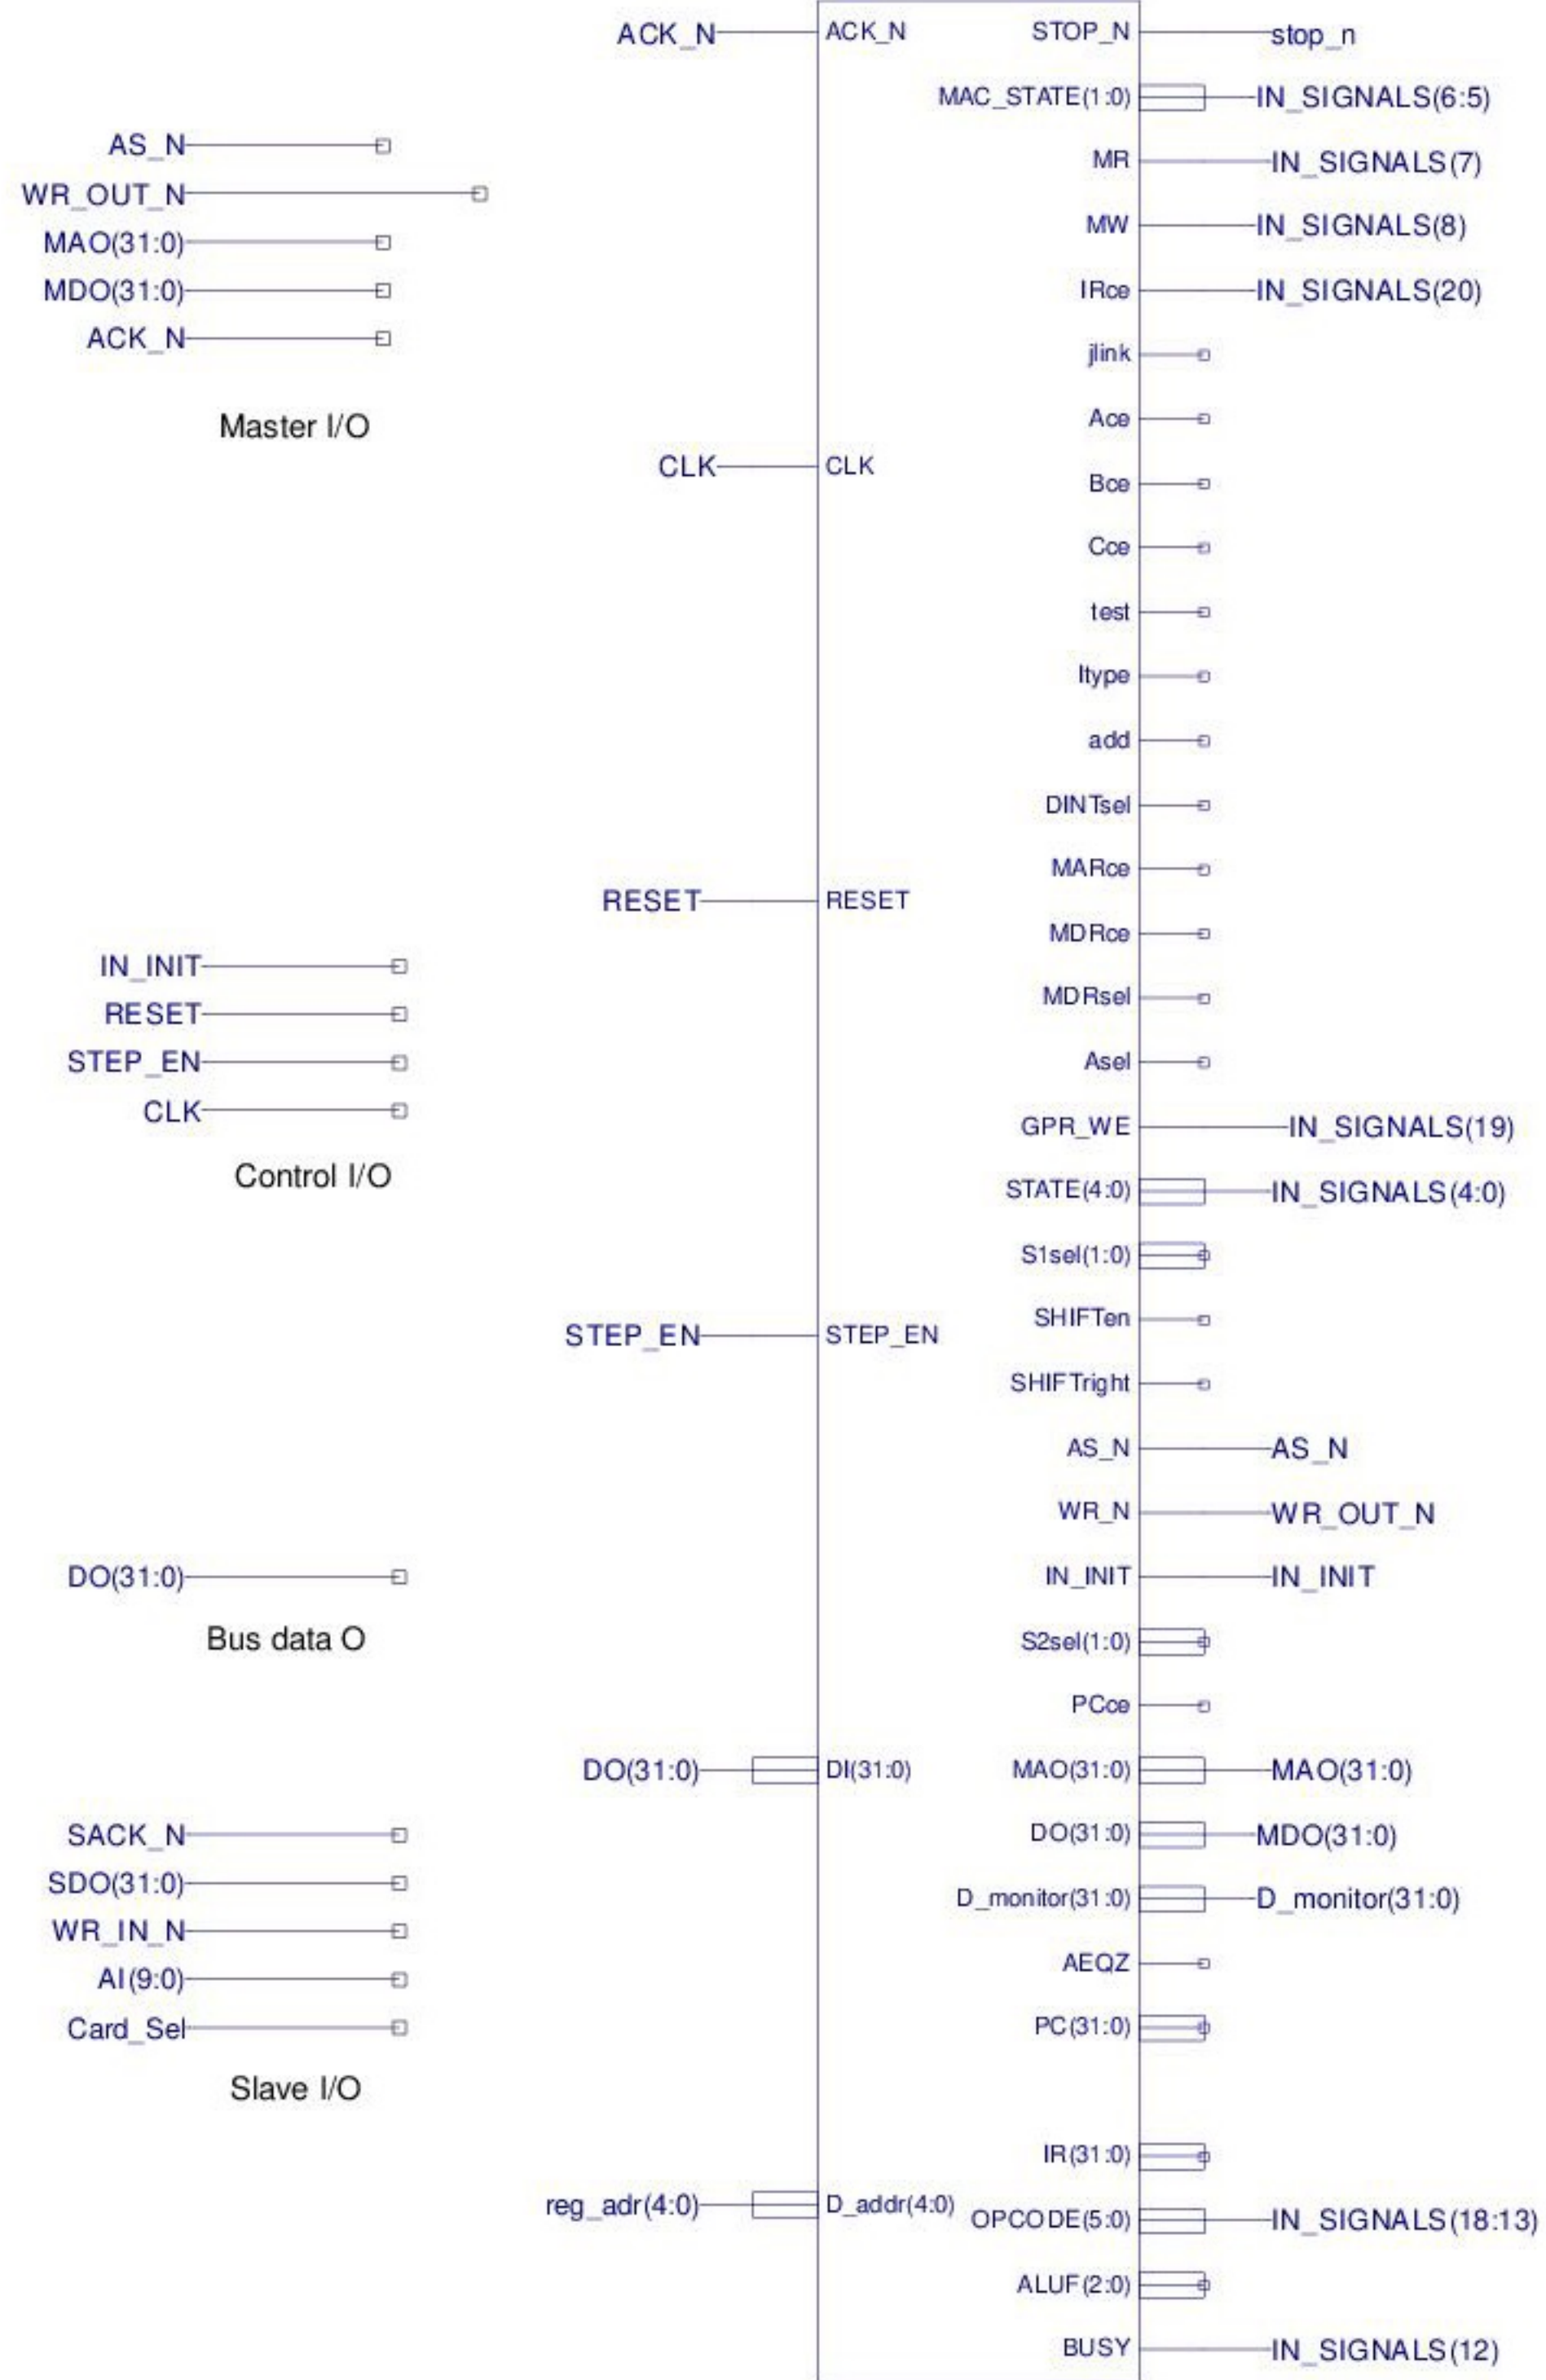 ACK_N
AS_N
WR_OUT_N
MAO(31:0)
MDO(31:0)
ACK_N
Master I/O
CLK
RESET
IN_INIT
RESET
STEP_EN
CLK
Control I/O
STEP_EN
DO(31:0)
Bus data O
DO(31:0)
SACK_N
SDO(31:0)
WR_IN_N
AI(9:0)
Card_Sel
Slave I/O
reg_adr(4:0)
ACK_N
CLK
RESET
STEP_EN
DI(31:0)
D_addr(4:0)
STOP_N stop_n
MAC_STATE(1:0) IN_SIGNALS(6:5)
MR IN_SIGNALS(7)
MW IN_SIGNALS(8)
IRce IN_SIGNALS(20)
jlink
Ace
Bce
Cce
test
Itype
add
DINTsel
MARce
MDRce
MDRsel
Asel
GPR_WE IN_SIGNALS(19)
STATE(4:0) IN_SIGNALS(4:0)
S1sel(1:0)
SHIFTen
SHIFTright
AS_N AS_N
WR_N WR_OUT_N
IN_INIT IN_INIT
S2sel(1:0)
PCce
MAO(31:0) MAO(31:0)
DO(31:0) MDO(31:0)
D_monitor(31:0) D_monitor(31:0)
AEQZ
PC(31:0)
IR(31:0)
OPCODE(5:0) IN_SIGNALS(18:13)
ALUF(2:0)
BUSY IN_SIGNALS(12)